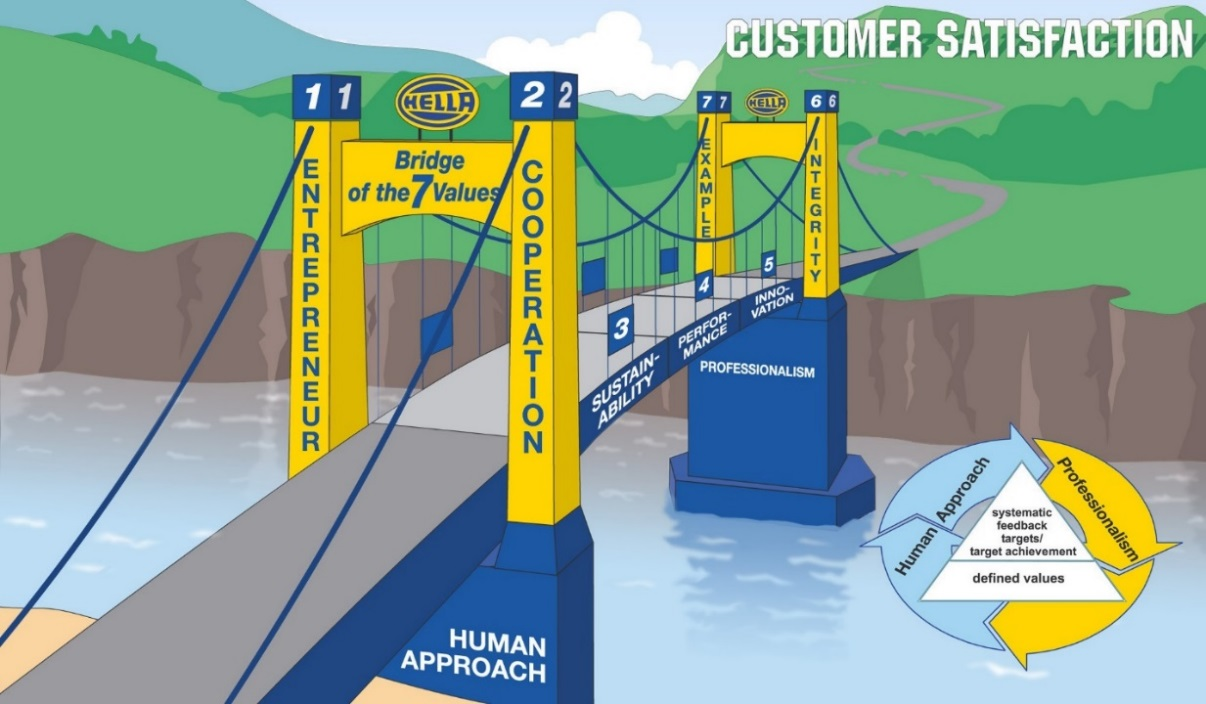 CUSTOMER SATISFACTION
1 1
HELLA
2 2
7 7
HELLA
6 6
Bridge
of the 7 Values
ENTREPRENEUR
COOPERATION
EXAMPLE
INTEGRITY
3
4
5
SUSTAIN-
ABILITY
PERFOR-
MANCE
INNO-
VATION
PROFESSIONALISM
HUMAN
APPROACH
Human Approach
Professionalism
systematic
feedback
targets/
target achievement
defined values